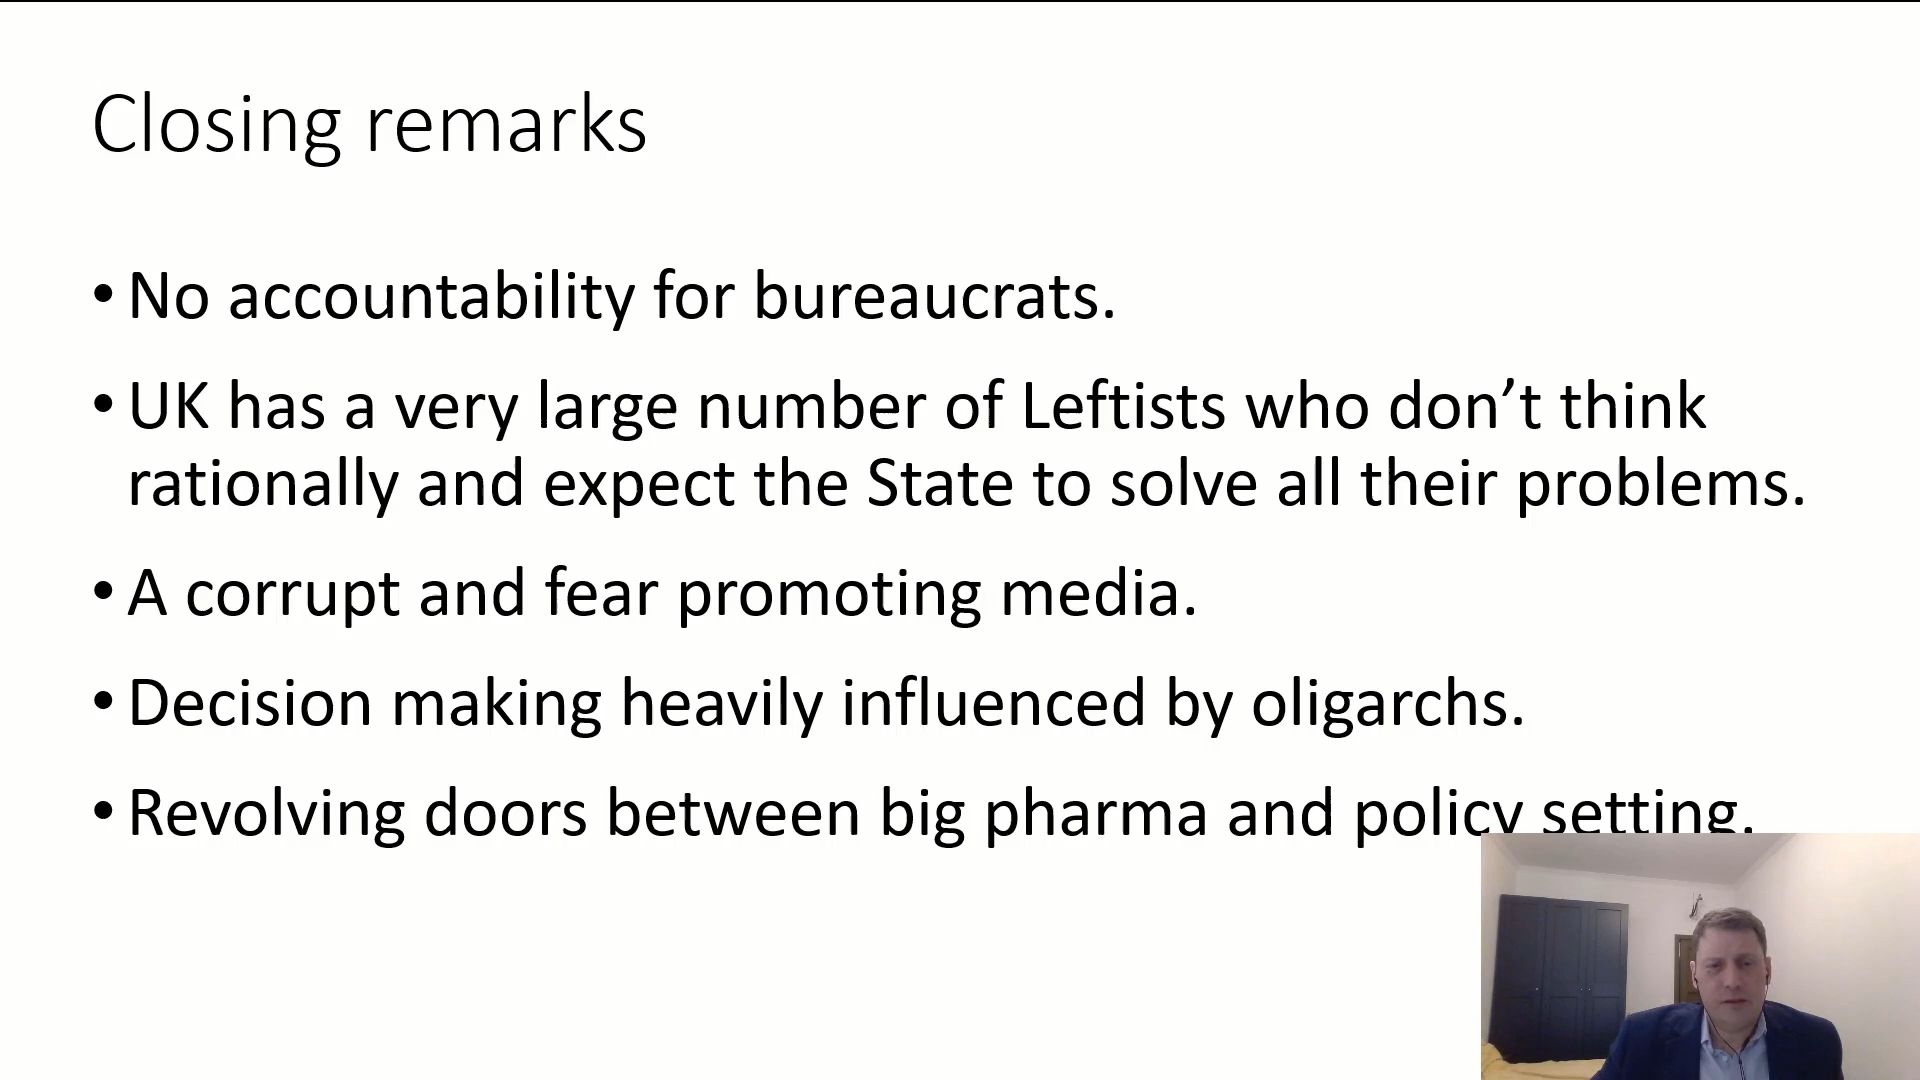 Closing remarks
• No accountability for bureaucrats.
• UK has a very large number of Leftists who don’t think
rationally and expect the State to solve all their problems.
• A corrupt and fear promoting media.
• Decision making heavily influenced by oligarchs.
• Revolving doors between big pharma and policy setting.